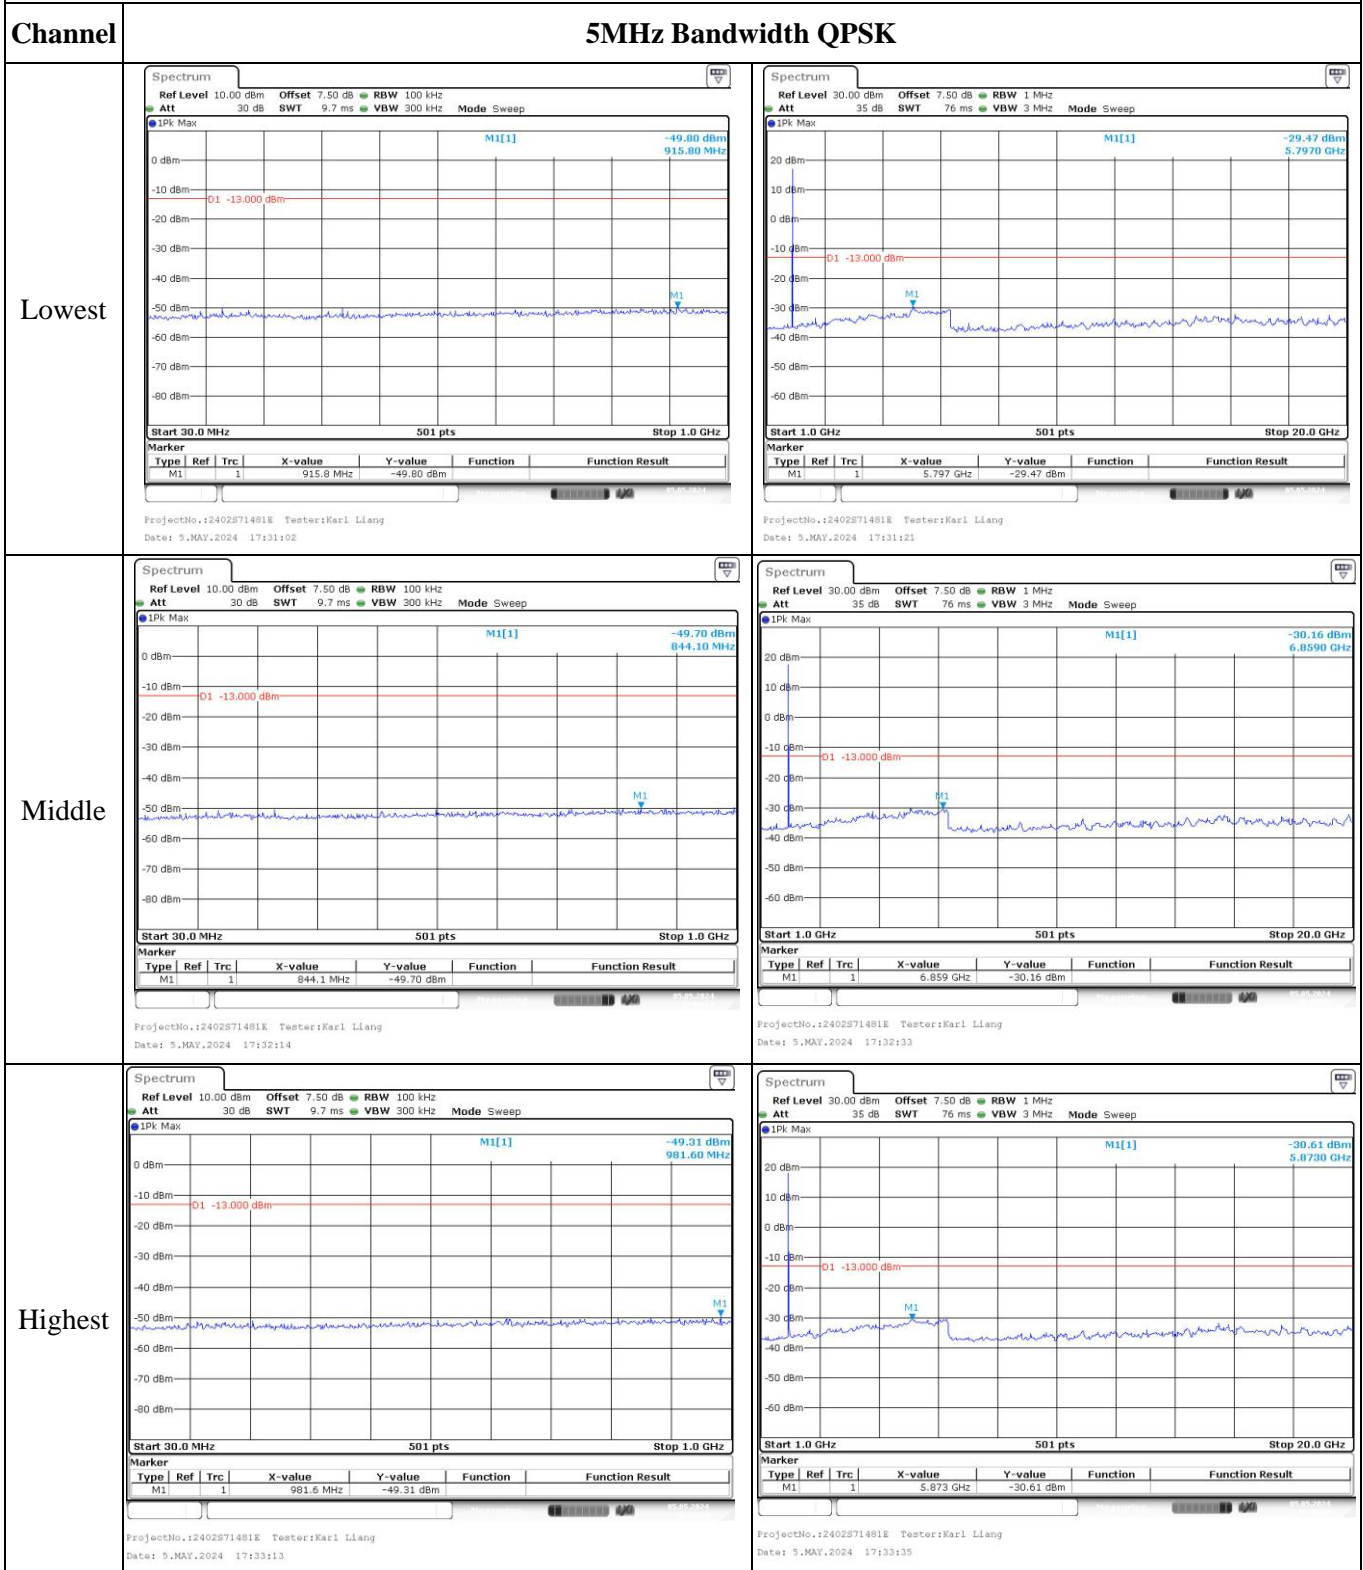 Channel 5MHz Bandwidth QPSK
Lowest
Spectrum
Ref Level 10.00 dBm Offset 7.50 dB RBW 100 kHz
Att 30 dB SWT 9.7 ms VBW 300 kHz Mode Sweep
1Pk Max
M1[1] -49.80 dBm
915.80 MHz
0 dBm
-10 dBm
D1 -13.000 dBm
-20 dBm
-30 dBm
-40 dBm
M1
-50 dBm
-60 dBm
-70 dBm
-80 dBm
Start 30.0 MHz 501 pts Stop 1.0 GHz
Marker
Type Ref Trc X-value Y-value Function Function Result
M1 1 915.8 MHz -49.80 dBm
ProjectNo.:2402S71481E Tester:Karl Liang
Date: 5.MAY.2024 17:31:02
Spectrum
Ref Level 30.00 dBm Offset 7.50 dB RBW 1 MHz
Att 35 dB SWT 76 ms VBW 3 MHz Mode Sweep
1Pk Max
M1[1] -29.47 dBm
5.7970 GHz
20 dBm
10 dBm
0 dBm
-10 dBm
D1 -13.000 dBm
-20 dBm
M1
-30 dBm
-40 dBm
-50 dBm
-60 dBm
Start 1.0 GHz 501 pts Stop 20.0 GHz
Marker
Type Ref Trc X-value Y-value Function Function Result
M1 1 5.797 GHz -29.47 dBm
ProjectNo.:2402S71481E Tester:Karl Liang
Date: 5.MAY.2024 17:31:21
Middle
Spectrum
Ref Level 10.00 dBm Offset 7.50 dB RBW 100 kHz
Att 30 dB SWT 9.7 ms VBW 300 kHz Mode Sweep
1Pk Max
M1[1] -49.70 dBm
844.10 MHz
0 dBm
-10 dBm
D1 -13.000 dBm
-20 dBm
-30 dBm
-40 dBm
M1
-50 dBm
-60 dBm
-70 dBm
-80 dBm
Start 30.0 MHz 501 pts Stop 1.0 GHz
Marker
Type Ref Trc X-value Y-value Function Function Result
M1 1 844.1 MHz -49.70 dBm
05.05.2024
ProjectNo.:2402S71481E Tester:Karl Liang
Date: 5.MAY.2024 17:32:14
Spectrum
Ref Level 30.00 dBm Offset 7.50 dB RBW 1 MHz
Att 35 dB SWT 76 ms VBW 3 MHz Mode Sweep
1Pk Max
M1[1] -30.16 dBm
6.8590 GHz
20 dBm
10 dBm
0 dBm
-10 dBm
D1 -13.000 dBm
-20 dBm
M1
-30 dBm
-40 dBm
-50 dBm
-60 dBm
Start 1.0 GHz 501 pts Stop 20.0 GHz
Marker
Type Ref Trc X-value Y-value Function Function Result
M1 1 6.859 GHz -30.16 dBm
ProjectNo.:2402S71481E Tester:Karl Liang
Date: 5.MAY.2024 17:32:33
Highest
Spectrum
Ref Level 10.00 dBm Offset 7.50 dB RBW 100 kHz
Att 30 dB SWT 9.7 ms VBW 300 kHz Mode Sweep
1Pk Max
M1[1] -49.31 dBm
981.60 MHz
0 dBm
-10 dBm
D1 -13.000 dBm
-20 dBm
-30 dBm
-40 dBm
M1
-50 dBm
-60 dBm
-70 dBm
-80 dBm
Start 30.0 MHz 501 pts Stop 1.0 GHz
Marker
Type Ref Trc X-value Y-value Function Function Result
M1 1 981.6 MHz -49.31 dBm
ProjectNo.:2402S71481E Tester:Karl Liang
Date: 5.MAY.2024 17:33:13
Spectrum
Ref Level 30.00 dBm Offset 7.50 dB RBW 1 MHz
Att 35 dB SWT 76 ms VBW 3 MHz Mode Sweep
1Pk Max
M1[1] -30.61 dBm
5.8730 GHz
20 dBm
10 dBm
0 dBm
-10 dBm
D1 -13.000 dBm
-20 dBm
M1
-30 dBm
-40 dBm
-50 dBm
-60 dBm
Start 1.0 GHz 501 pts Stop 20.0 GHz
Marker
Type Ref Trc X-value Y-value Function Function Result
M1 1 5.873 GHz -30.61 dBm
ProjectNo.:2402S71481E Tester:Karl Liang
Date: 5.MAY.2024 17:33:35